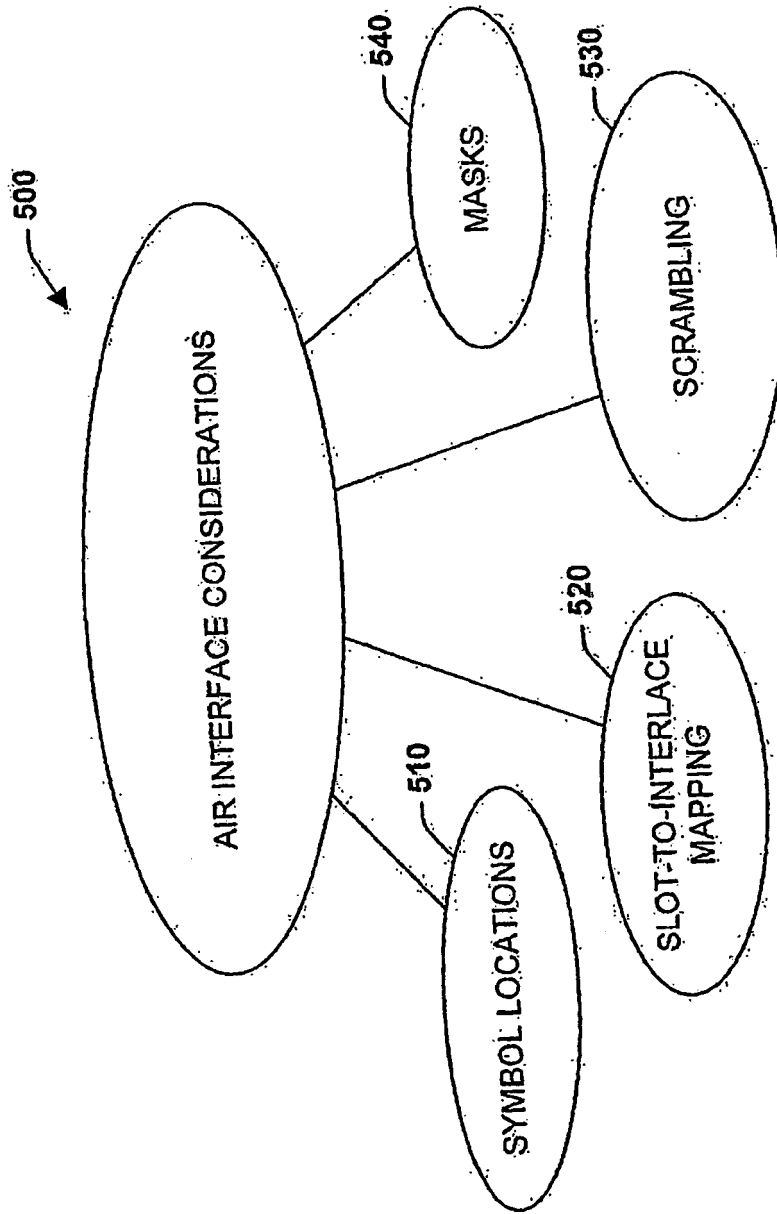 500
AIR INTERFACE CONSIDERATIONS
510
SYMBOL LOCATIONS
520
SLOT-TO-INTERLACE
MAPPING
530
SCRAMBLING
540
MASKS